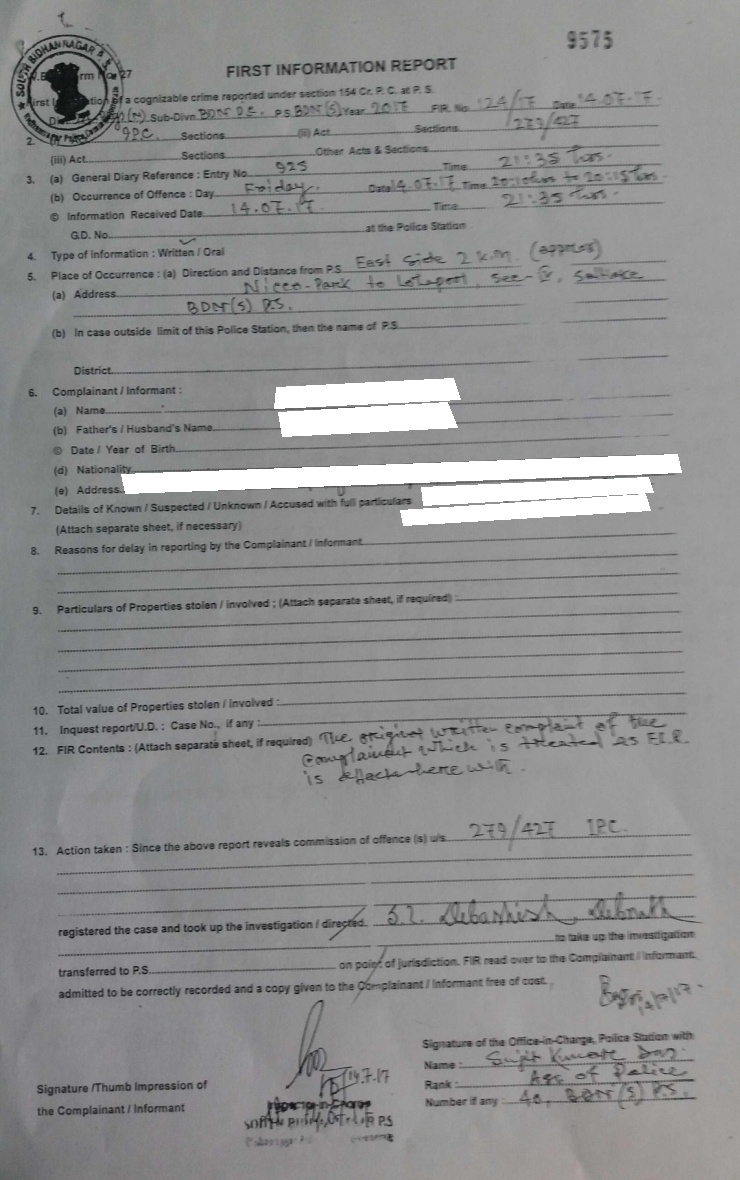 9575
SOUTH BIDHANNAGAR P.S.
FIRST INFORMATION REPORT
of a cognizable crime reported under section 154 Cr. P. C. at P. S.
Sub-Divn. BDN P.S. BDN(S) Year 2017 FIR. No. 124/17 Date 14.07.17.
2. IPC Sections (ii) Act Sections 279/427
(iii) Act Sections Other Acts & Sections
3. (a) General Diary Reference : Entry No 925 Time 21:35 hrs.
(b) Occurrence of Offence : Day Friday. Date 14.07.17 Time 20:10 hrs to 20:15 hrs.
© Information Received Date 14.07.17. Time 21:35 hrs.
G.D. No. at the Police Station
4. Type of Information : Written / Oral
5. Place of Occurrence : (a) Direction and Distance from P.S. East side 2 K.M. (approx)
(a) Address Nicco-Park to Sec-V, Saltlake
BDN(S) P.S.
(b) In case outside limit of this Police Station, then the name of P.S.
District
6. Complainant / Informant :
(a) Name
(b) Father's / Husband's Name
© Date / Year of Birth
(d) Nationality
(e) Address
7. Details of Known / Suspected / Unknown / Accused with full particulars
(Attach separate sheet, if necessary)
8. Reasons for delay in reporting by the Complainant / Informant
9. Particulars of Properties stolen / involved : (Attach separate sheet, if required)
10. Total value of Properties stolen / involved :
11. Inquest report/U.D. : Case No., if any :
12. FIR Contents : (Attach separate sheet, if required) The original written complaint of the
complainant which is treated as F.I.R
is attach here with.
13. Action taken : Since the above report reveals commission of offence (s) u/s. 279/427 IPC.
registered the case and took up the investigation / directed. S.I. Debashish Debnath
to take up the investigation
transferred to P.S. on point of jurisdiction. FIR read over to the Complainant / Informant.
admitted to be correctly recorded and a copy given to the Complainant / Informant free of cost.
14/7/17.
Signature of the Office-in-Charge, Police Station with
Name : Sujit Kumar Das.
14.7.17
Signature /Thumb Impression of
Rank : of Police
the Complainant / Informant
Number if any : 40, BDN(S) P.S.
Inspector-in-Charge
P.S